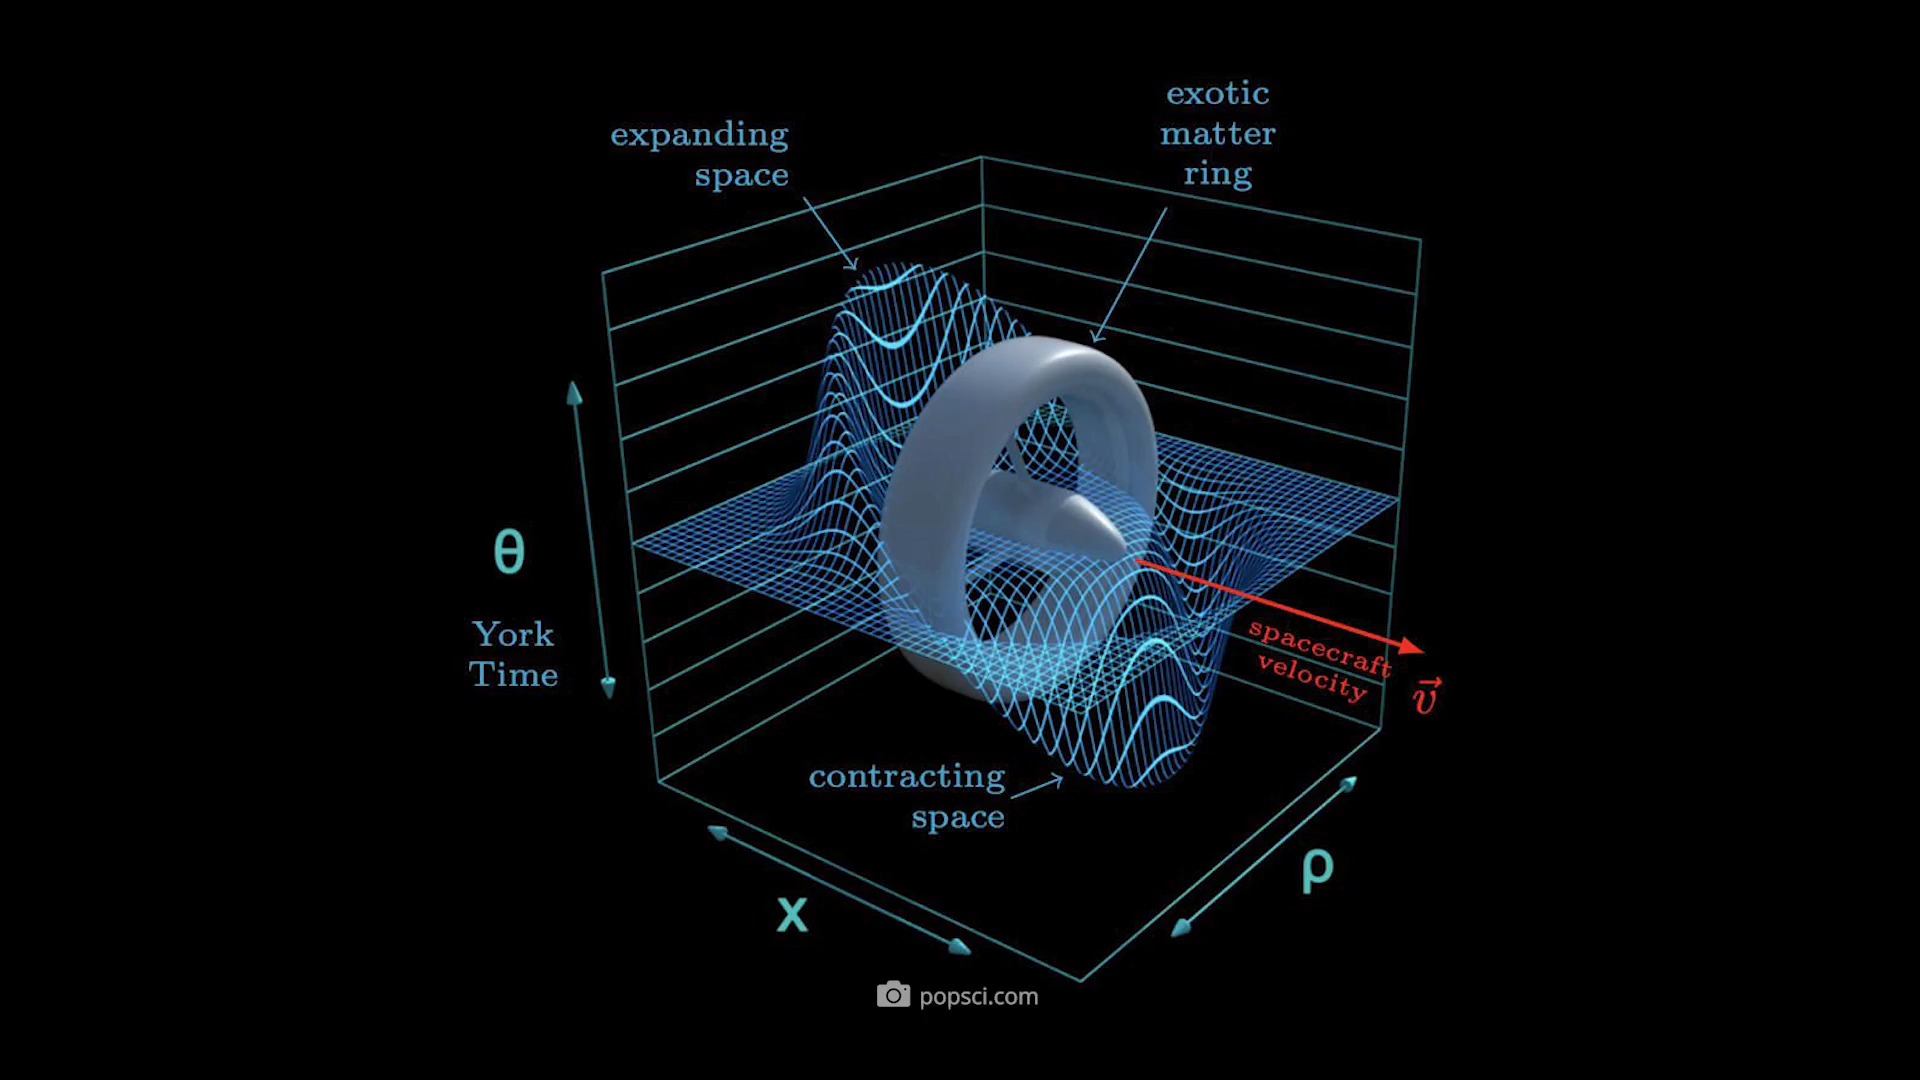 exotic
matter
ring
expanding
space
θ
York
Time
spacecraft
velocity
v⃗
contracting
space
ρ
x
popsci.com